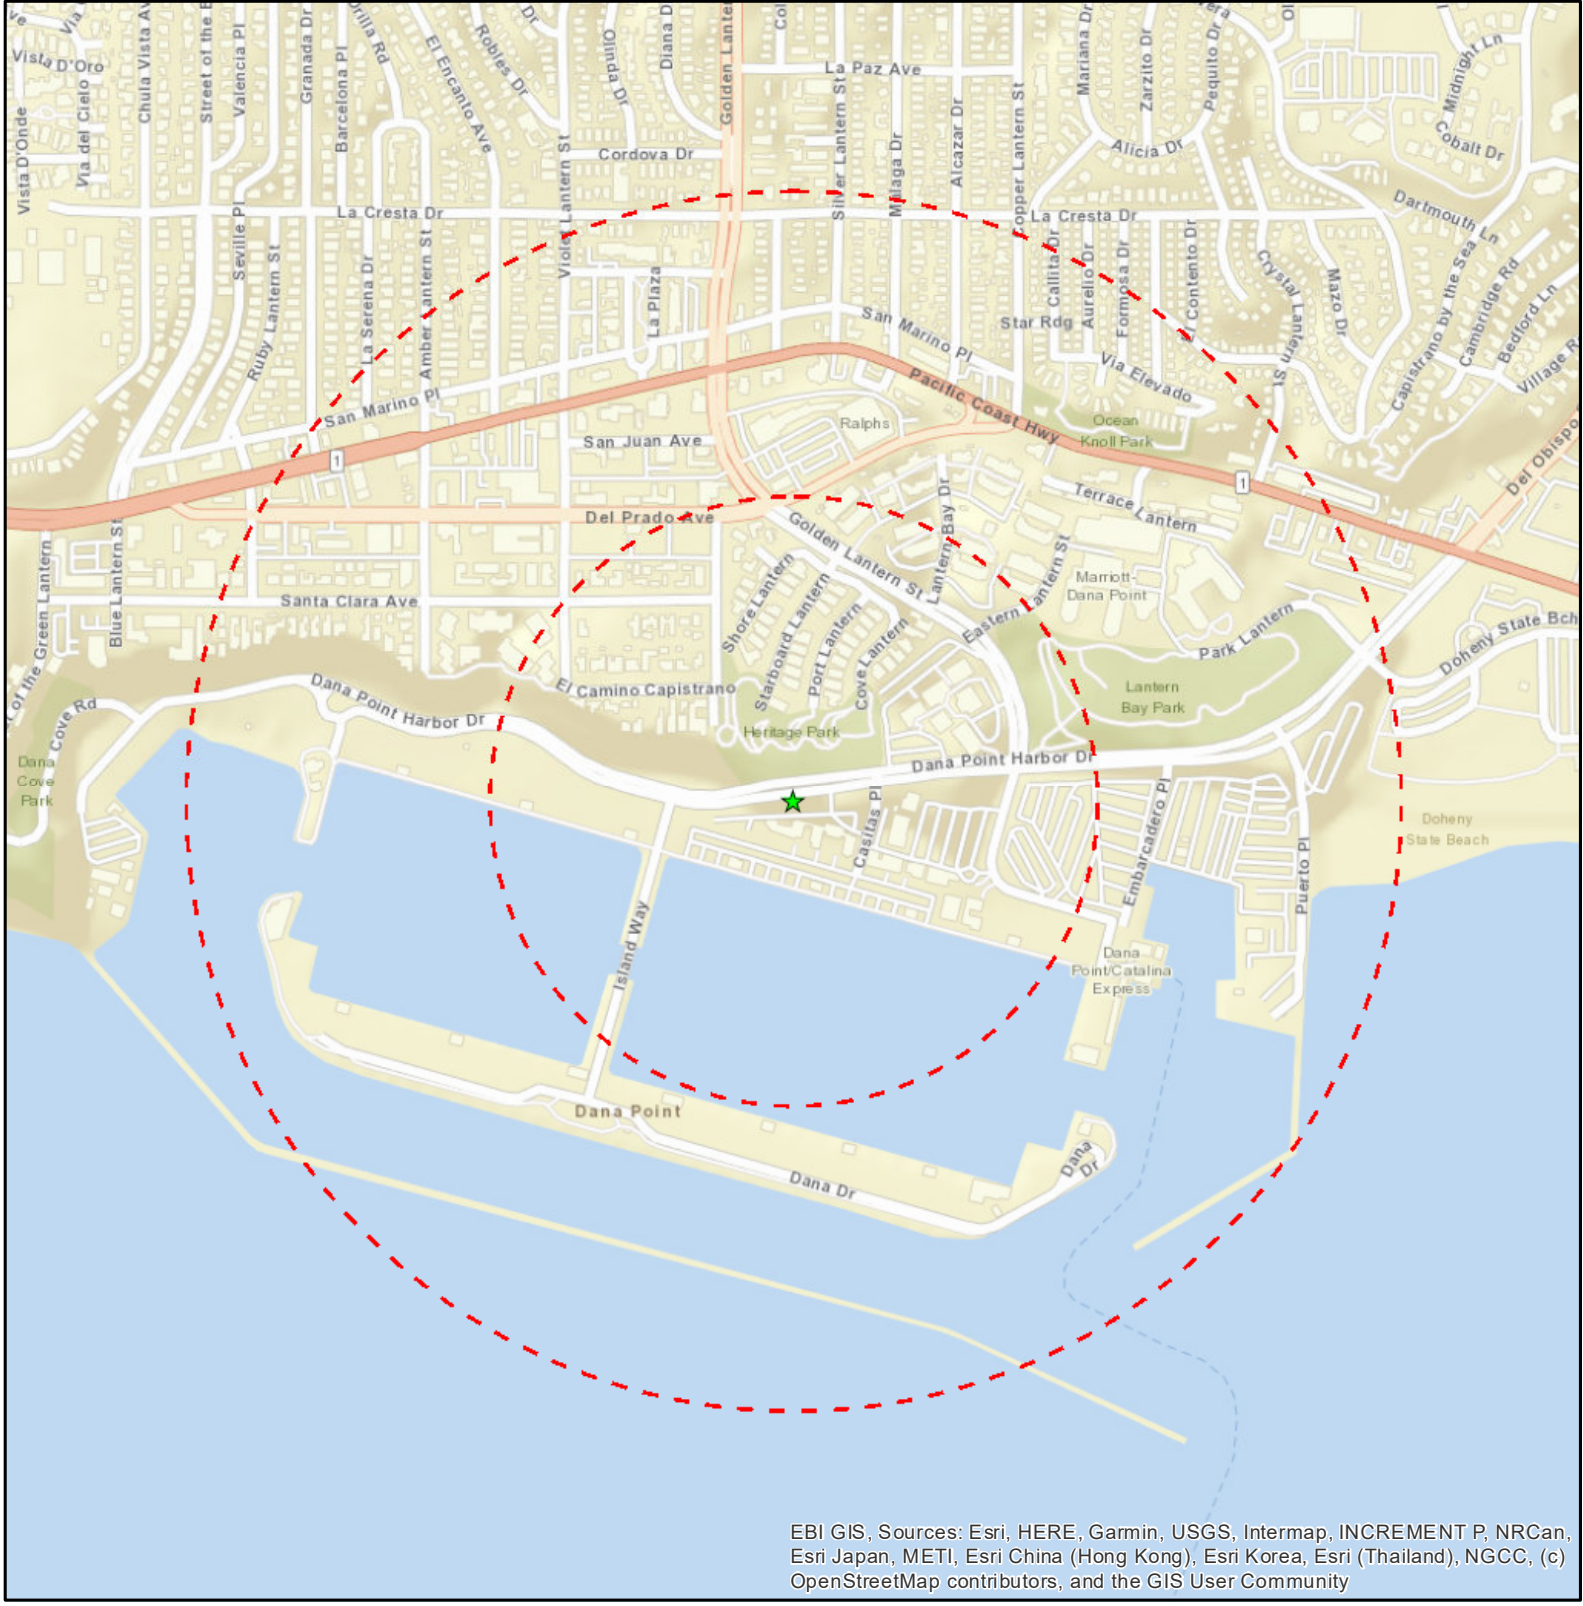 Vista D'Oro
Via del Cielo
Vista D'Onde
Chula Vista Av
Street of the
Valencia Pl
Granada Dr
Barcelona Pl
El Encanto Ave
Robles Dr
Dr
Olinda Dr
Diana D
Golden Lanter
Col
La Paz Ave
Mariana Dr
Zarzito Dr
Pequito Dr
Midnight Ln
Cobalt Dr
Cordova Dr
Violet Lantern St
Silver Lantern St
Malaga Dr
Alcazar Dr
Copper Lantern St
Alicia Dr
Dartmouth Ln
La Cresta Dr
La Cresta Dr
Seville Pl
Ruby Lantern St
La Serena Dr
Amber Lantern St
La Plaza
San Marino Pl
Star Rdg
Callita Dr
Aurelio Dr
Formosa Dr
El Contento Dr
Crystal Lantern St
Mazo Dr
Capistrano by the Sea
Cambridge Rd
Bedford Ln
Village R
Via Elevado
San Marino Pl
Pacific Coast Hwy
Ralphs
Ocean
Knoll Park
San Juan Ave
1
1
Del Obispo
Terrace Lantern
Del Prado Ave
Golden Lantern St
Lantern Bay Dr
Eastern Lantern St
Marriott-
Dana Point
Blue Lantern St
of the Green Lantern
Santa Clara Ave
Shore Lantern
Starboard Lantern
Port Lantern
Cove Lantern
Park Lantern
Doheny State Bch
El Camino Capistrano
Lantern
Bay Park
Heritage Park
Dana Cove Rd
Dana Point Harbor Dr
Dana Point Harbor Dr
Dana
Cove
Park
Casitas Pl
Embarcadero Pl
Puerto Pl
Doheny
State Beach
Island Way
Dana
Point/Catalina
Express
Dana Point
Dana Dr
Dana
Dr
EBI GIS, Sources: Esri, HERE, Garmin, USGS, Intermap, INCREMENT P, NRCan,
Esri Japan, METI, Esri China (Hong Kong), Esri Korea, Esri (Thailand), NGCC, (c)
OpenStreetMap contributors, and the GIS User Community